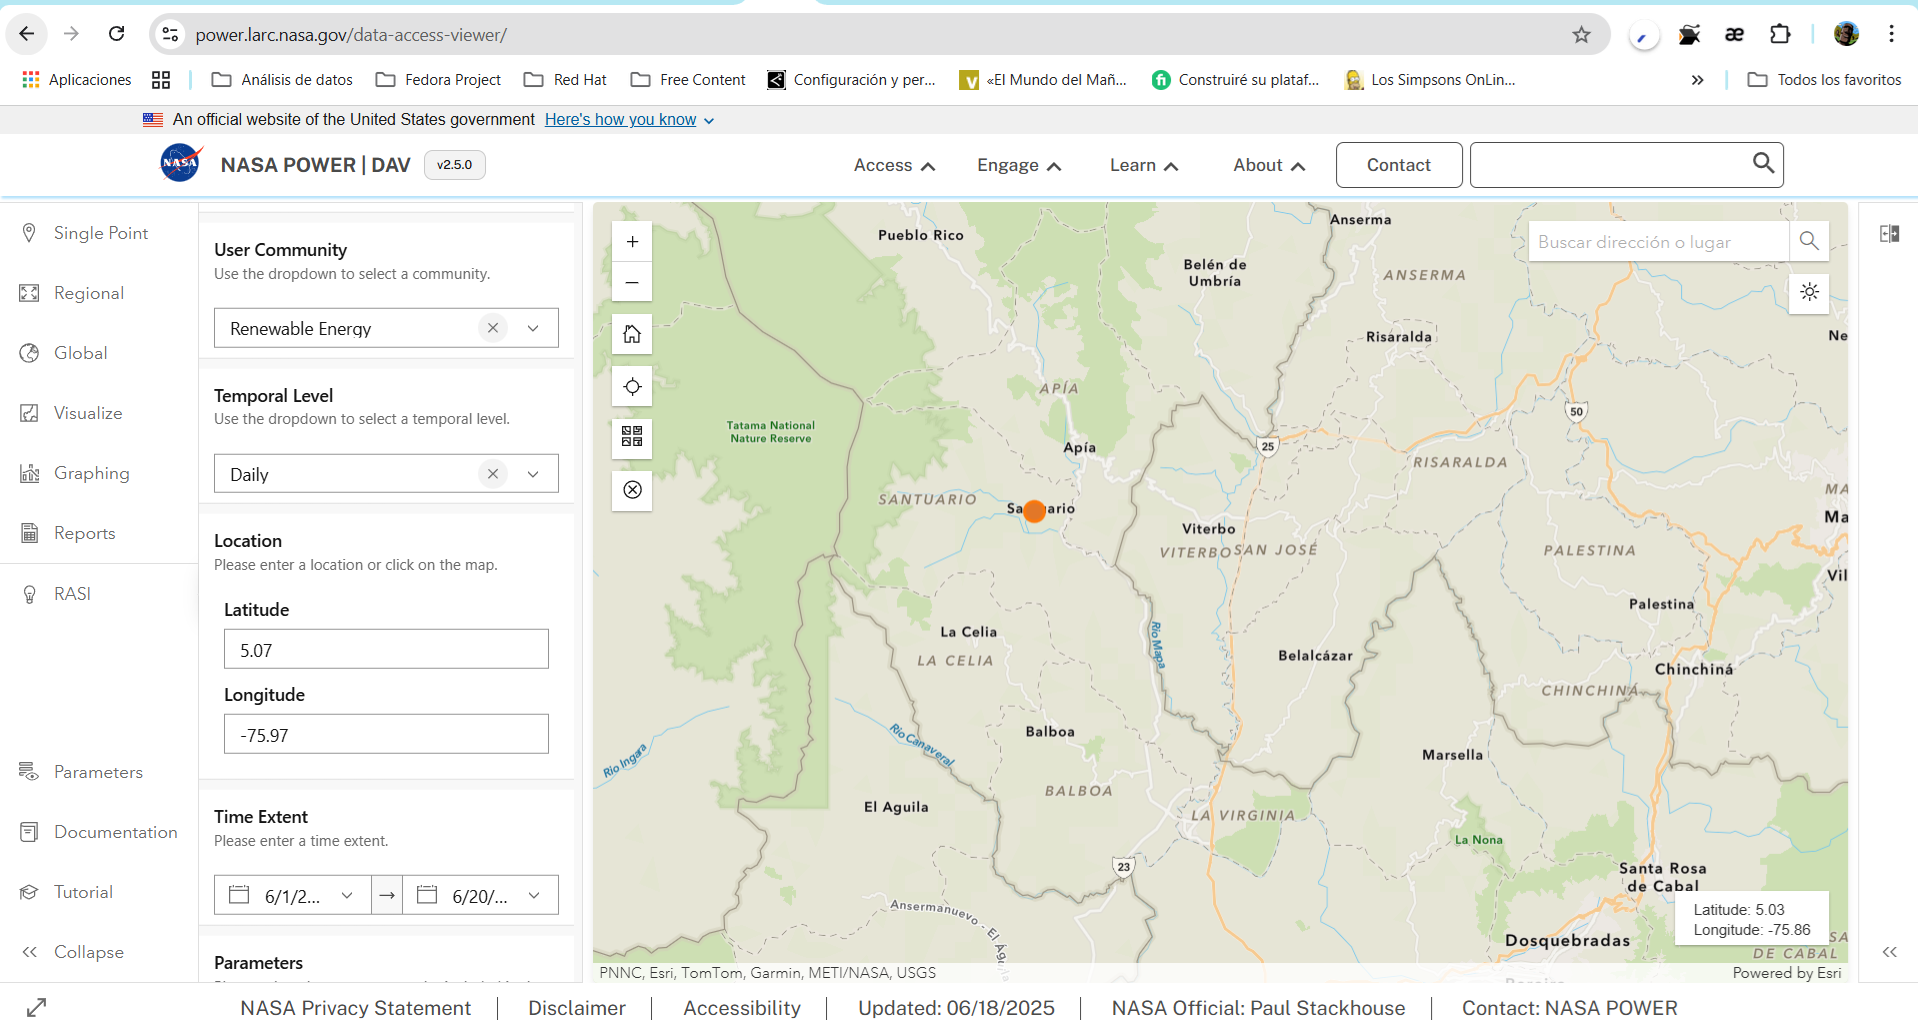 power.larc.nasa.gov/data-access-viewer/
Aplicaciones
Análisis de datos
Fedora Project
Red Hat
Free Content
Configuración y per...
«El Mundo del Mañ...
Construiré su plataf...
Los Simpsons OnLin...
Todos los favoritos
An official website of the United States government Here's how you know
NASA POWER | DAV v2.5.0
Access
Engage
Learn
About
Contact
Single Point
Regional
Global
Visualize
Graphing
Reports
RASI
Parameters
Documentation
Tutorial
Collapse
User Community
Use the dropdown to select a community.
Renewable Energy
Temporal Level
Use the dropdown to select a temporal level.
Daily
Location
Please enter a location or click on the map.
Latitude
5.07
Longitude
-75.97
Time Extent
Please enter a time extent.
6/1/2...
6/20/...
Parameters
Buscar dirección o lugar
Pueblo Rico
Anserma
Belén de
Umbría
ANSERMA
Risaralda
Ne
APÍA
Tatama National
Nature Reserve
Apía
25
50
RISARALDA
SANTUARIO
MA
Ma
Viterbo
VITERBO
SAN JOSÉ
PALESTINA
Vil
Palestina
La Celia
LA CELIA
Río Mapa
Belalcázar
Chinchiná
CHINCHINÁ
Balboa
Río Canaveral
Río Ingara
Marsella
BALBOA
El Aguila
LA VIRGINIA
La Nona
23
Santa Rosa
de Cabal
Ansermanuevo - El Ág
Dosquebradas
Latitude: 5.03
Longitude: -75.86
SA
DE CABAL
PNNC, Esri, TomTom, Garmin, METI/NASA, USGS
Powered by Esri
NASA Privacy Statement
Disclaimer
Accessibility
Updated: 06/18/2025
NASA Official: Paul Stackhouse
Contact: NASA POWER